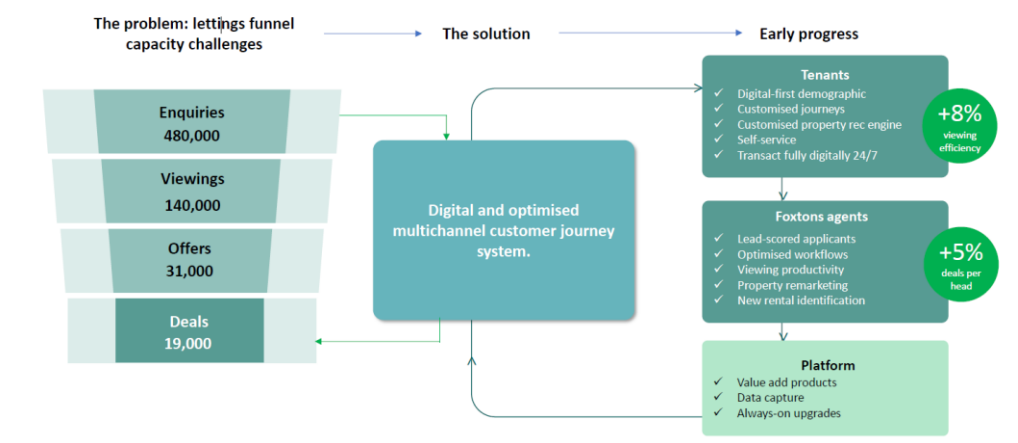 The problem: lettings funnel
capacity challenges
The solution
Early progress
Enquiries
480,000
Viewings
140,000
Offers
31,000
Deals
19,000
Digital and optimised
multichannel customer journey
system.
Tenants
✓ Digital-first demographic
✓ Customised journeys
✓ Customised property rec engine
✓ Self-service
✓ Transact fully digitally 24/7
+8%
viewing
efficiency
Foxtons agents
✓ Lead-scored applicants
✓ Optimised workflows
✓ Viewing productivity
✓ Property remarketing
✓ New rental identification
+5%
deals per
head
Platform
✓ Value add products
✓ Data capture
✓ Always-on upgrades